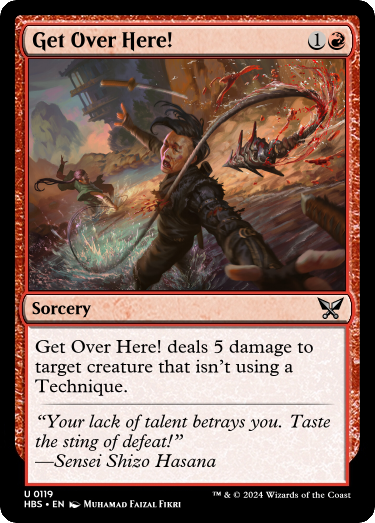 Get Over Here! 1
Sorcery
Get Over Here! deals 5 damage to
target creature that isn't using a
Technique.
“Your lack of talent betrays you. Taste
the sting of defeat!”
—Sensei Shizo Hasana
U 0119
HBS • EN Muhamad Faizal Fikri
™ & © 2024 Wizards of the Coast